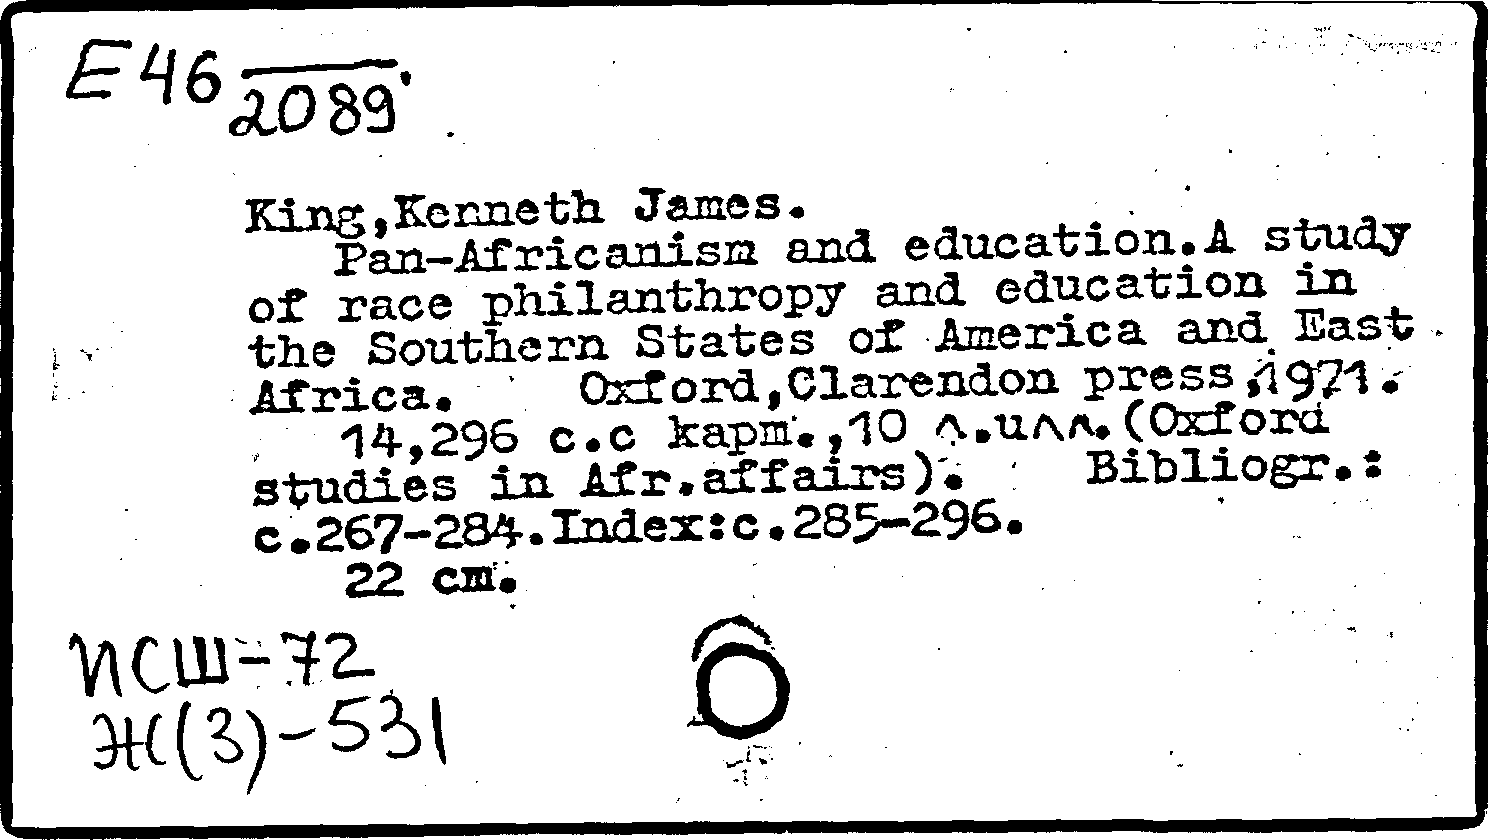 E46 2089.
King,Kenneth James.
Pan-Africanism and education.A study
of race philanthropy and education in
the Southern States of America and East
Africa. Oxford,Clarendon press,1971.
14,296 с.с карт.,10 л.илл.(Oxford
studies in Afr.affairs). Bibliogr.:
с.267-284.Index:с.285-296.
22 см.
ИСШ-72
Ж(3)-531